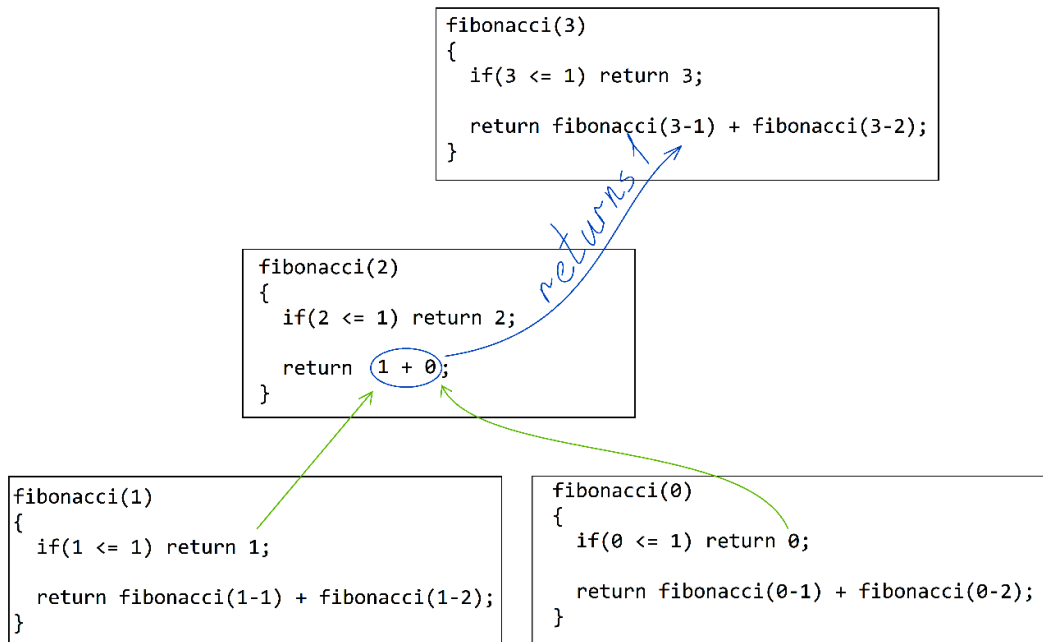 fibonacci(3)
{
if(3 <= 1) return 3;
return fibonacci(3-1) + fibonacci(3-2);
}
returns 1
fibonacci(2)
{
if(2 <= 1) return 2;
return 1 + 0;
}
fibonacci(1)
{
if(1 <= 1) return 1;
return fibonacci(1-1) + fibonacci(1-2);
}
fibonacci(0)
{
if(0 <= 1) return 0;
return fibonacci(0-1) + fibonacci(0-2);
}